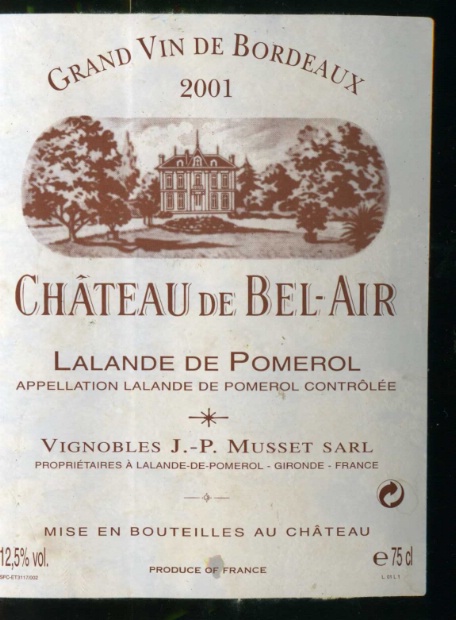 GRAND VIN DE BORDEAUX
2001
CHÂTEAU DE BEL-AIR
LALANDE DE POMEROL
APPELLATION LALANDE DE POMEROL CONTRÔLÉE
VIGNOBLES J.-P. MUSSET SARL
PROPRIÉTAIRES À LALANDE-DE-POMEROL - GIRONDE - FRANCE
MISE EN BOUTEILLES AU CHÂTEAU
12,5% vol.
e 75 cl
PRODUCE OF FRANCE